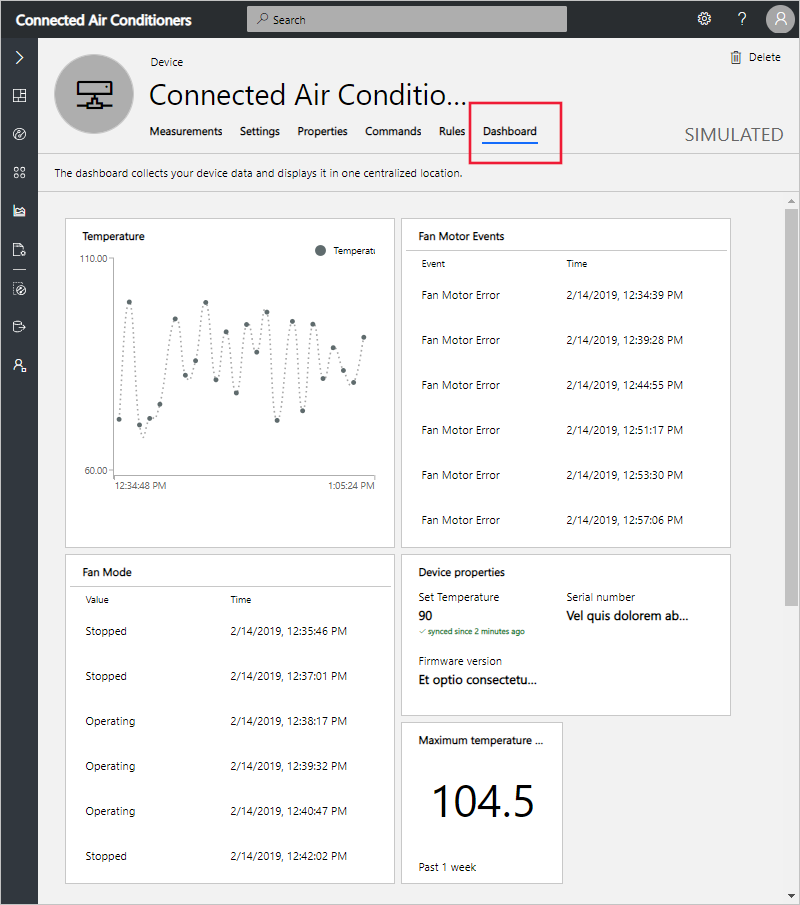 Connected Air Conditioners
Search
?
Device
Delete
Connected Air Conditio...
Measurements Settings Properties Commands Rules Dashboard
SIMULATED
The dashboard collects your device data and displays it in one centralized location.
Temperature
Temperatu
110.00
60.00
12:34:48 PM 1:05:24 PM
Fan Motor Events
Event Time
Fan Motor Error 2/14/2019, 12:34:39 PM
Fan Motor Error 2/14/2019, 12:39:28 PM
Fan Motor Error 2/14/2019, 12:44:55 PM
Fan Motor Error 2/14/2019, 12:51:17 PM
Fan Motor Error 2/14/2019, 12:53:30 PM
Fan Motor Error 2/14/2019, 12:57:06 PM
Fan Mode
Value Time
Stopped 2/14/2019, 12:35:46 PM
Stopped 2/14/2019, 12:37:01 PM
Operating 2/14/2019, 12:38:17 PM
Operating 2/14/2019, 12:39:32 PM
Operating 2/14/2019, 12:40:47 PM
Stopped 2/14/2019, 12:42:02 PM
Device properties
Set Temperature Serial number
90 Vel quis dolorem ab...
✓ synced since 2 minutes ago
Firmware version
Et optio consectetu...
Maximum temperature ...
104.5
Past 1 week